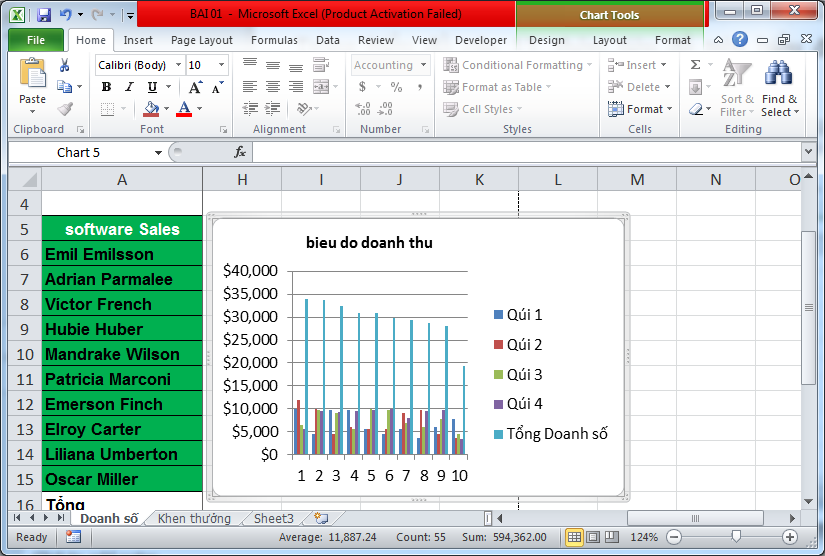 BAI 01 - Microsoft Excel (Product Activation Failed)
Chart Tools
File Home Insert Page Layout Formulas Data Review View Developer Design Layout Format
Paste
Clipboard
Calibri (Body) 10
B I U A A
A
Font
Alignment
Accounting
$ % ,
Number
Conditional Formatting
Format as Table
Cell Styles
Styles
Insert
Delete
Format
Cells
Σ
Sort & Filter
Find & Select
Editing
Chart 5
fx
A H I J K L M N O
4
5 software Sales
6 Emil Emilsson
7 Adrian Parmalee
8 Victor French
9 Hubie Huber
10 Mandrake Wilson
11 Patricia Marconi
12 Emerson Finch
13 Elroy Carter
14 Liliana Umberton
15 Oscar Miller
16 Tổng
bieu do doanh thu
$40,000
$35,000
$30,000
$25,000
$20,000
$15,000
$10,000
$5,000
$0
1 2 3 4 5 6 7 8 9 10
Qúi 1
Qúi 2
Qúi 3
Qúi 4
Tổng Doanh số
Doanh số Khen thưởng Sheet3
Ready Average: 11,887.24 Count: 55 Sum: 594,362.00 124%